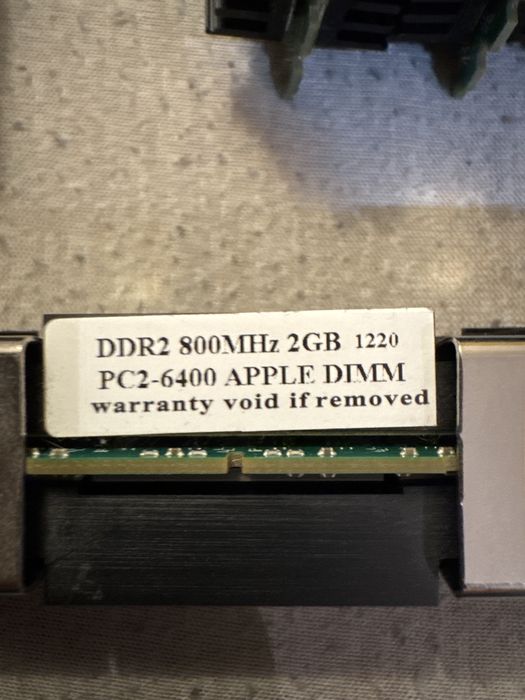 DDR2 800MHz 2GB 1220
PC2-6400 APPLE DIMM
warranty void if removed